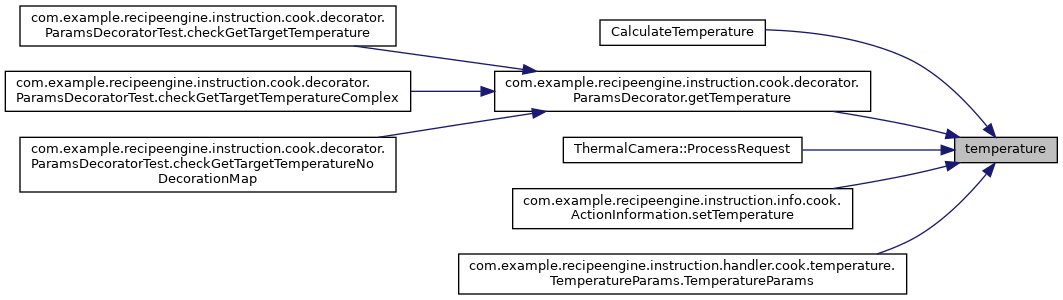 com.example.recipeengine.instruction.cook.decorator.
ParamsDecoratorTest.checkGetTargetTemperature
com.example.recipeengine.instruction.cook.decorator.
ParamsDecoratorTest.checkGetTargetTemperatureComplex
com.example.recipeengine.instruction.cook.decorator.
ParamsDecoratorTest.checkGetTargetTemperatureNo
DecorationMap
CalculateTemperature
com.example.recipeengine.instruction.cook.decorator.
ParamsDecorator.getTemperature
ThermalCamera::ProcessRequest
com.example.recipeengine.instruction.info.cook.
ActionInformation.setTemperature
com.example.recipeengine.instruction.handler.cook.temperature.
TemperatureParams.TemperatureParams
temperature